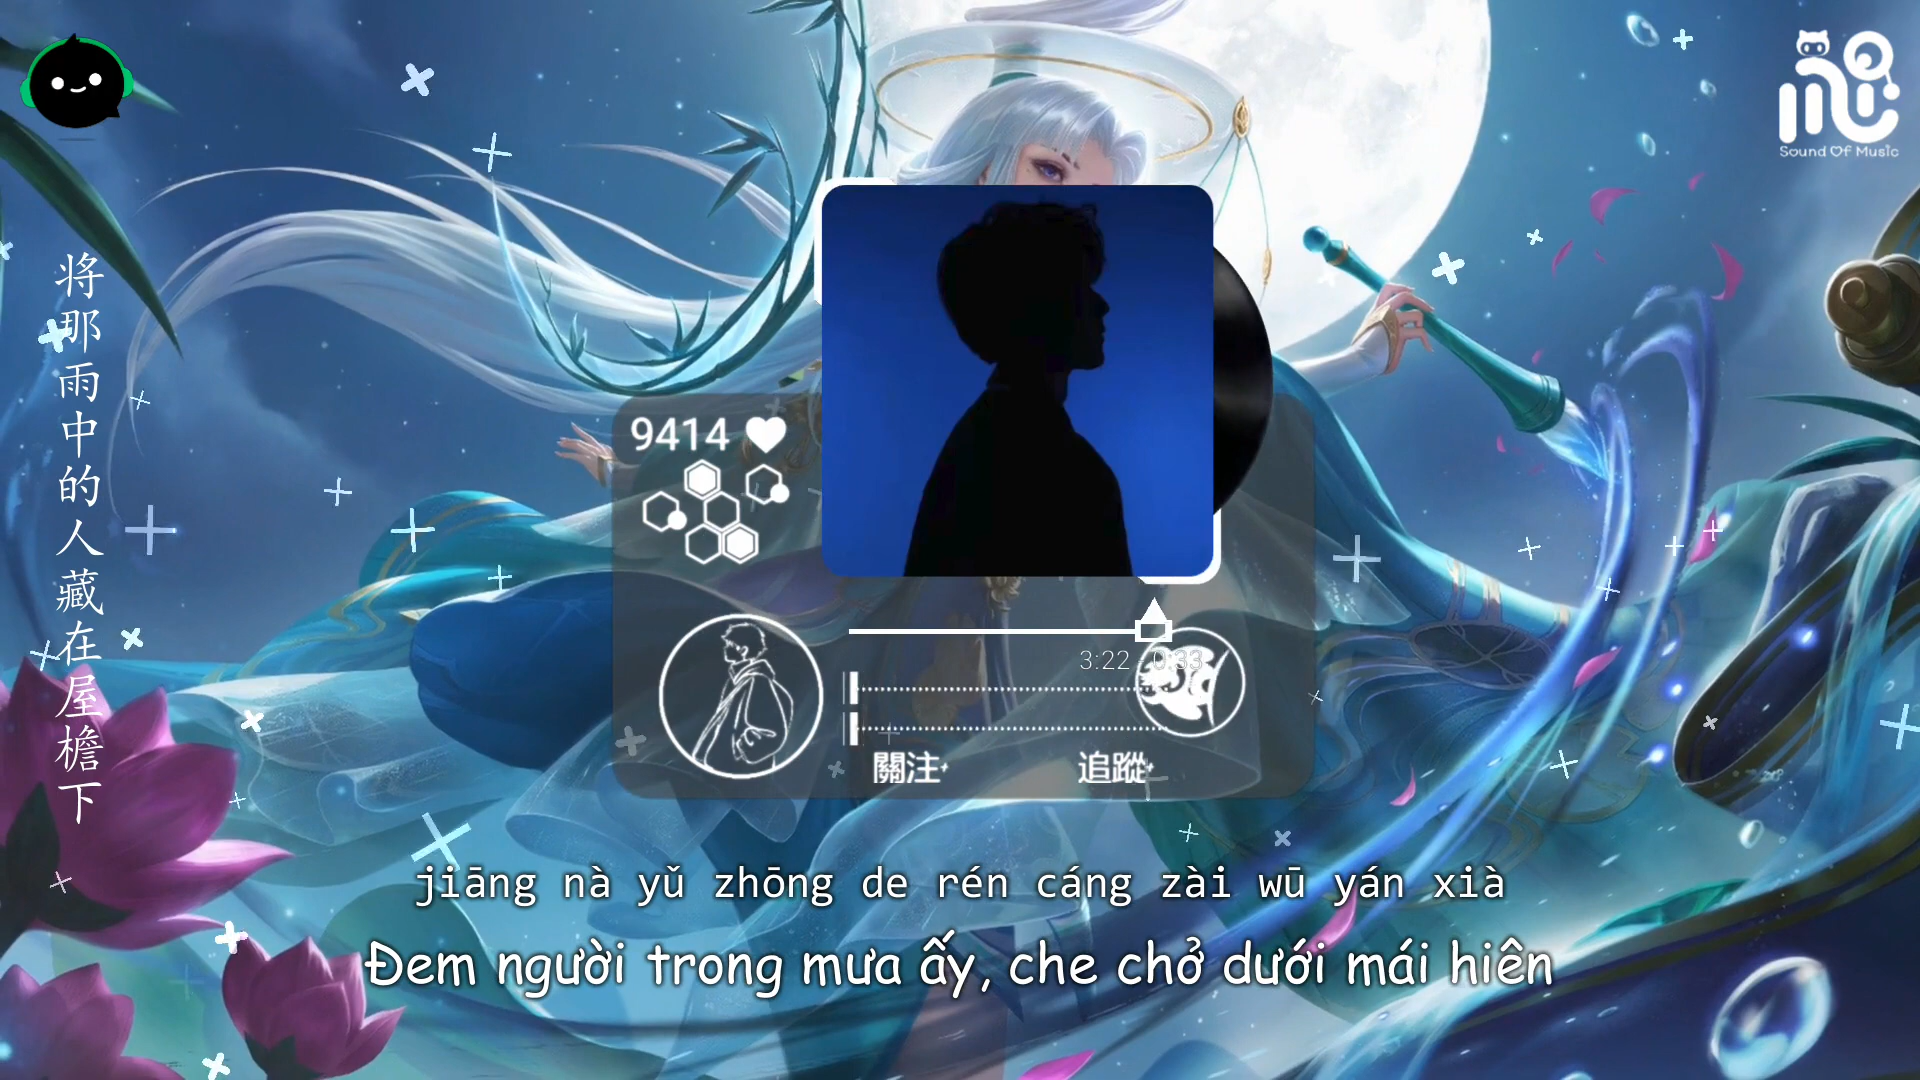 Sound Of Music
将那雨中的人藏在屋檐下
9414
3:22
0:33
關注
追蹤
jiāng nà yǔ zhōng de rén cáng zài wū yán xià
Đem người trong mưa ấy, che chở dưới mái hiên